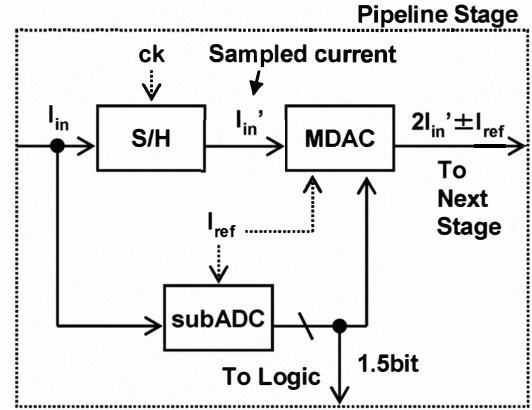 Pipeline Stage
ck
Sampled current
Iin
S/H
Iin’
MDAC
2Iin’±Iref
To
Next
Stage
Iref
subADC
1.5bit
To Logic